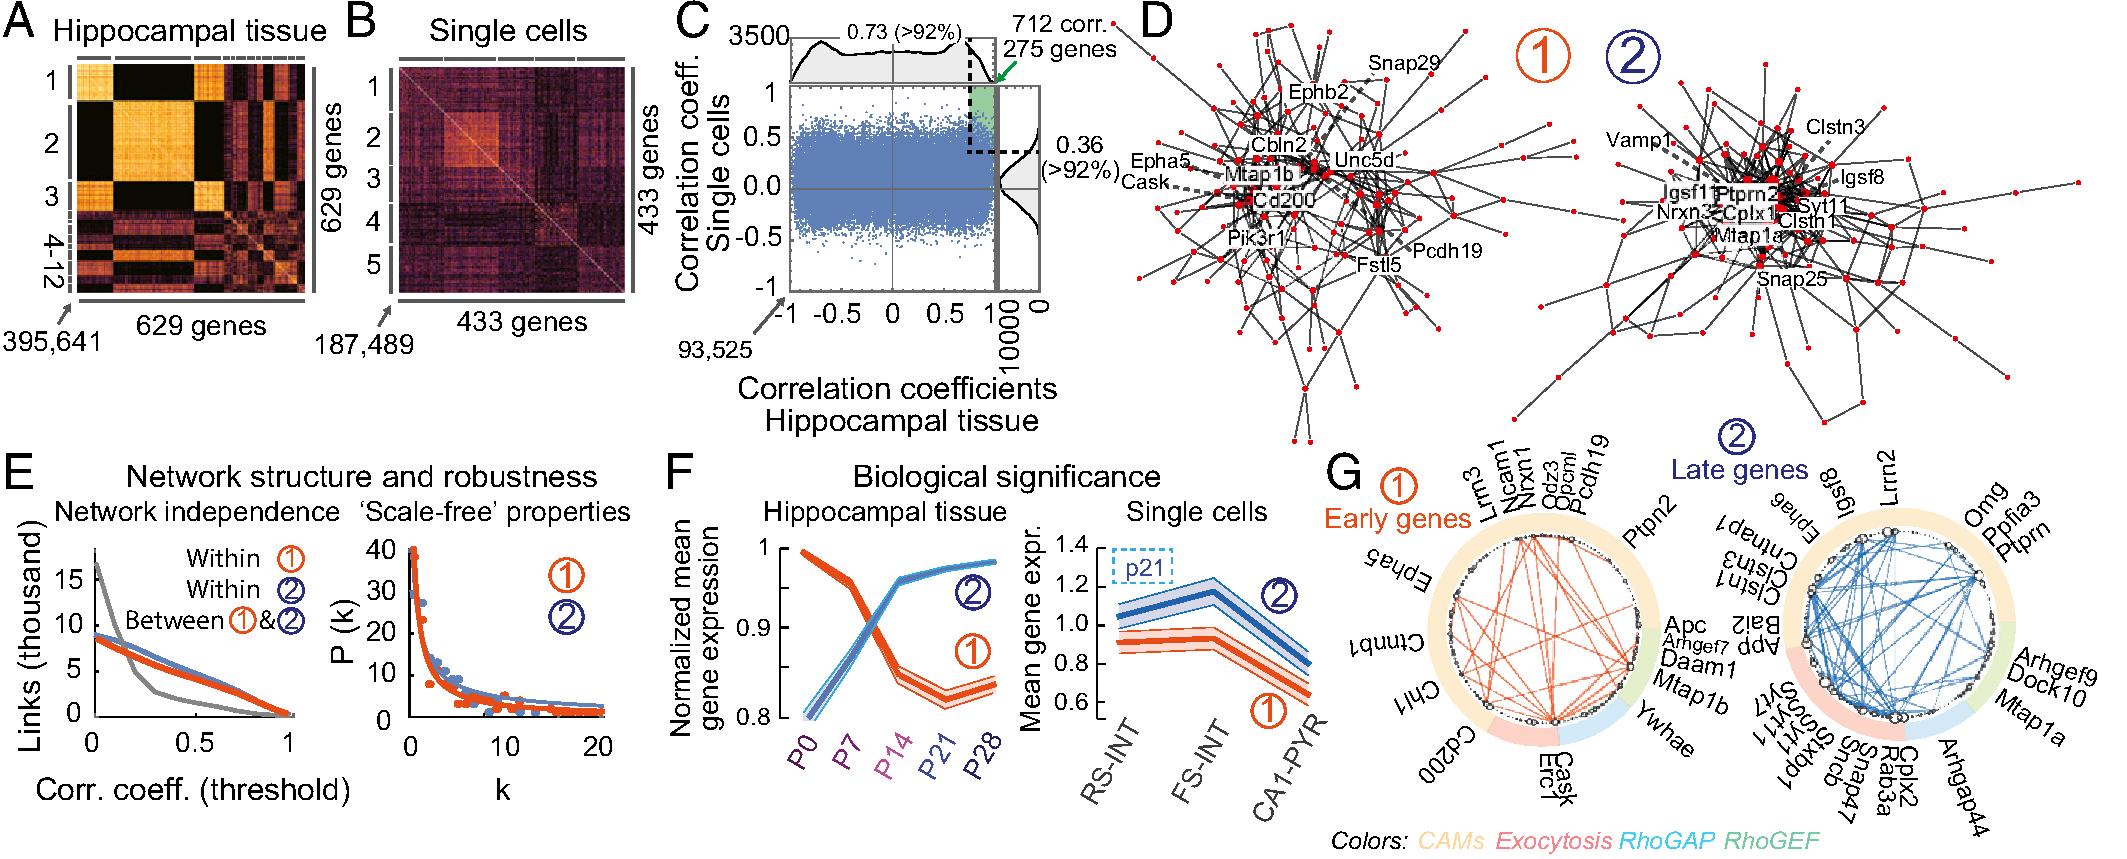 A
Hippocampal tissue
1
2
3
4-12
629 genes
629 genes
395,641
B
Single cells
1
2
3
4
5
433 genes
433 genes
187,489
C
3500
0.73 (>92%)
712 corr.
275 genes
Correlation coeff.
Single cells
1
0.5
0.0
-0.5
-1
0.36
(>92%)
-1
-0.5
0
0.5
1
10000
0
93,525
Correlation coefficients
Hippocampal tissue
D
1
2
Snap29
Ephb2
Cbln2
Unc5d
Epha5
Cask
Mtap1b
Cd200
Pik3r1
Pcdh19
Fstl5
Vamp1
Clstn3
Igsf8
Igsf11
Ptprn2
Nrxn3
Cplx1
Syt11
Clstn1
Mtap1a
Snap25
E
Network structure and robustness
Network independence
'Scale-free' properties
Links (thousand)
15
10
5
0
Within 1
Within 2
Between 1 & 2
0
0.5
1
Corr. coeff. (threshold)
P (k)
40
30
20
10
0
1
2
0
10
20
k
F
Biological significance
Hippocampal tissue
Single cells
Normalized mean
gene expression
1
0.9
0.8
2
1
P0
P7
P14
P21
P28
Mean gene expr.
1.4
1.2
1.0
0.8
0.6
p21
2
1
RS-INT
FS-INT
CA1-PYR
G
1
Early genes
Lrrn3
Ncam1
Nrxn1
Odz3
Opcml
Pcdh19
Ptpn2
Epha5
Ctnnb1
Chl1
Cd200
Erc1
Cask
Ywhae
Mtap1b
Daam1
Arhgef7
Apc
2
Late genes
Igsf8
Lrrn2
Omg
Ppfia3
Ptprn
Epha6
Cntnap1
Clstn3
Clstn1
Bai2
App
Syt7
Syt11
Syt1
Stxbp1
Sncb
Snap47
Rab3a
Cplx2
Arhgap44
Mtap1a
Dock10
Arhgef9
Colors: CAMs Exocytosis RhoGAP RhoGEF